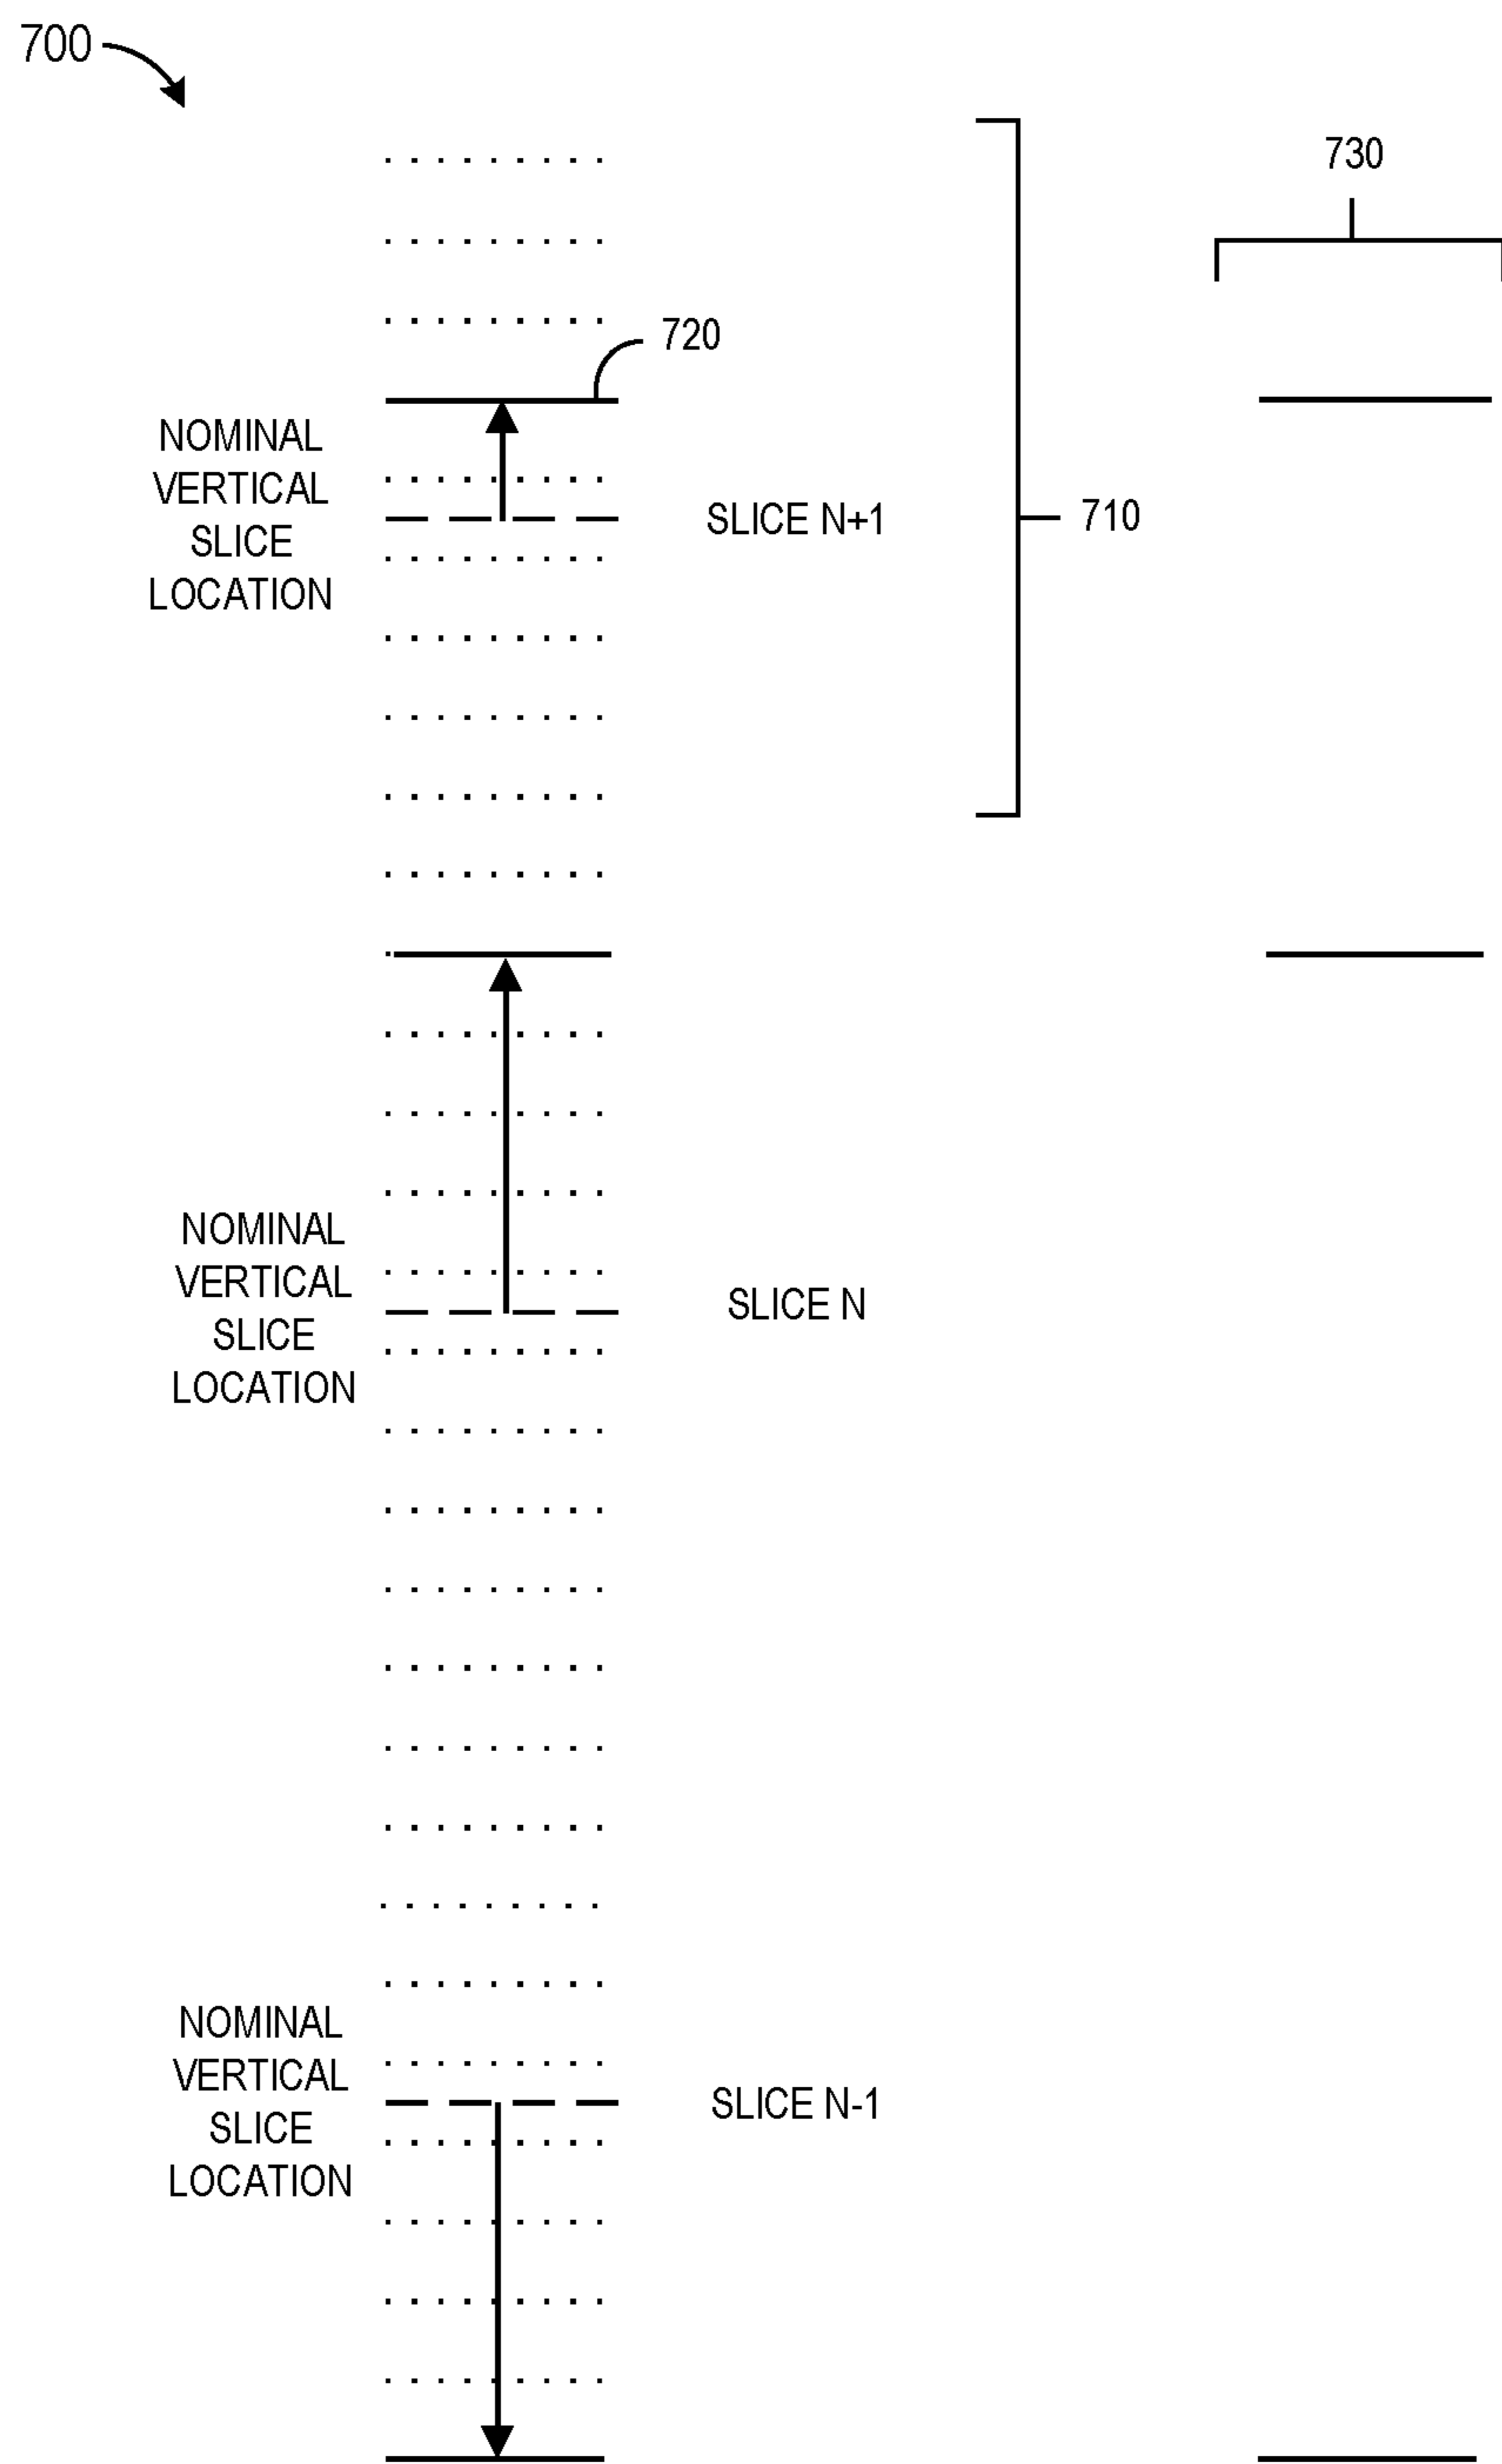 700
730
720
NOMINAL
VERTICAL
SLICE
LOCATION
SLICE N+1
710
NOMINAL
VERTICAL
SLICE
LOCATION
SLICE N
NOMINAL
VERTICAL
SLICE
LOCATION
SLICE N-1